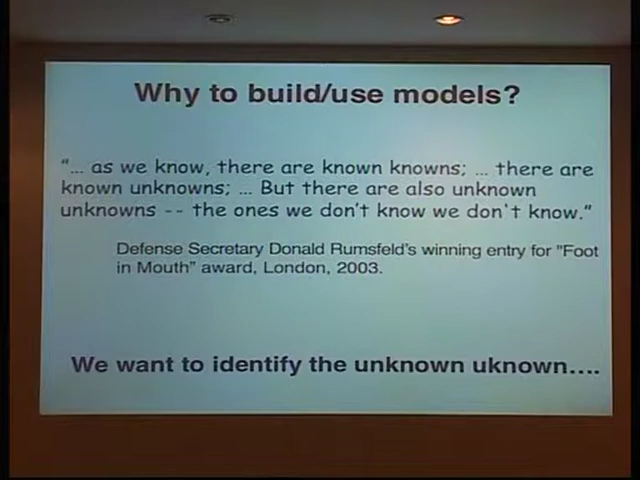 Why to build/use models?
"... as we know, there are known knowns; ... there are
known unknowns; ... But there are also unknown
unknowns -- the ones we don't know we don't know."
Defense Secretary Donald Rumsfeld's winning entry for "Foot
in Mouth" award, London, 2003.
We want to identify the unknown uknown....